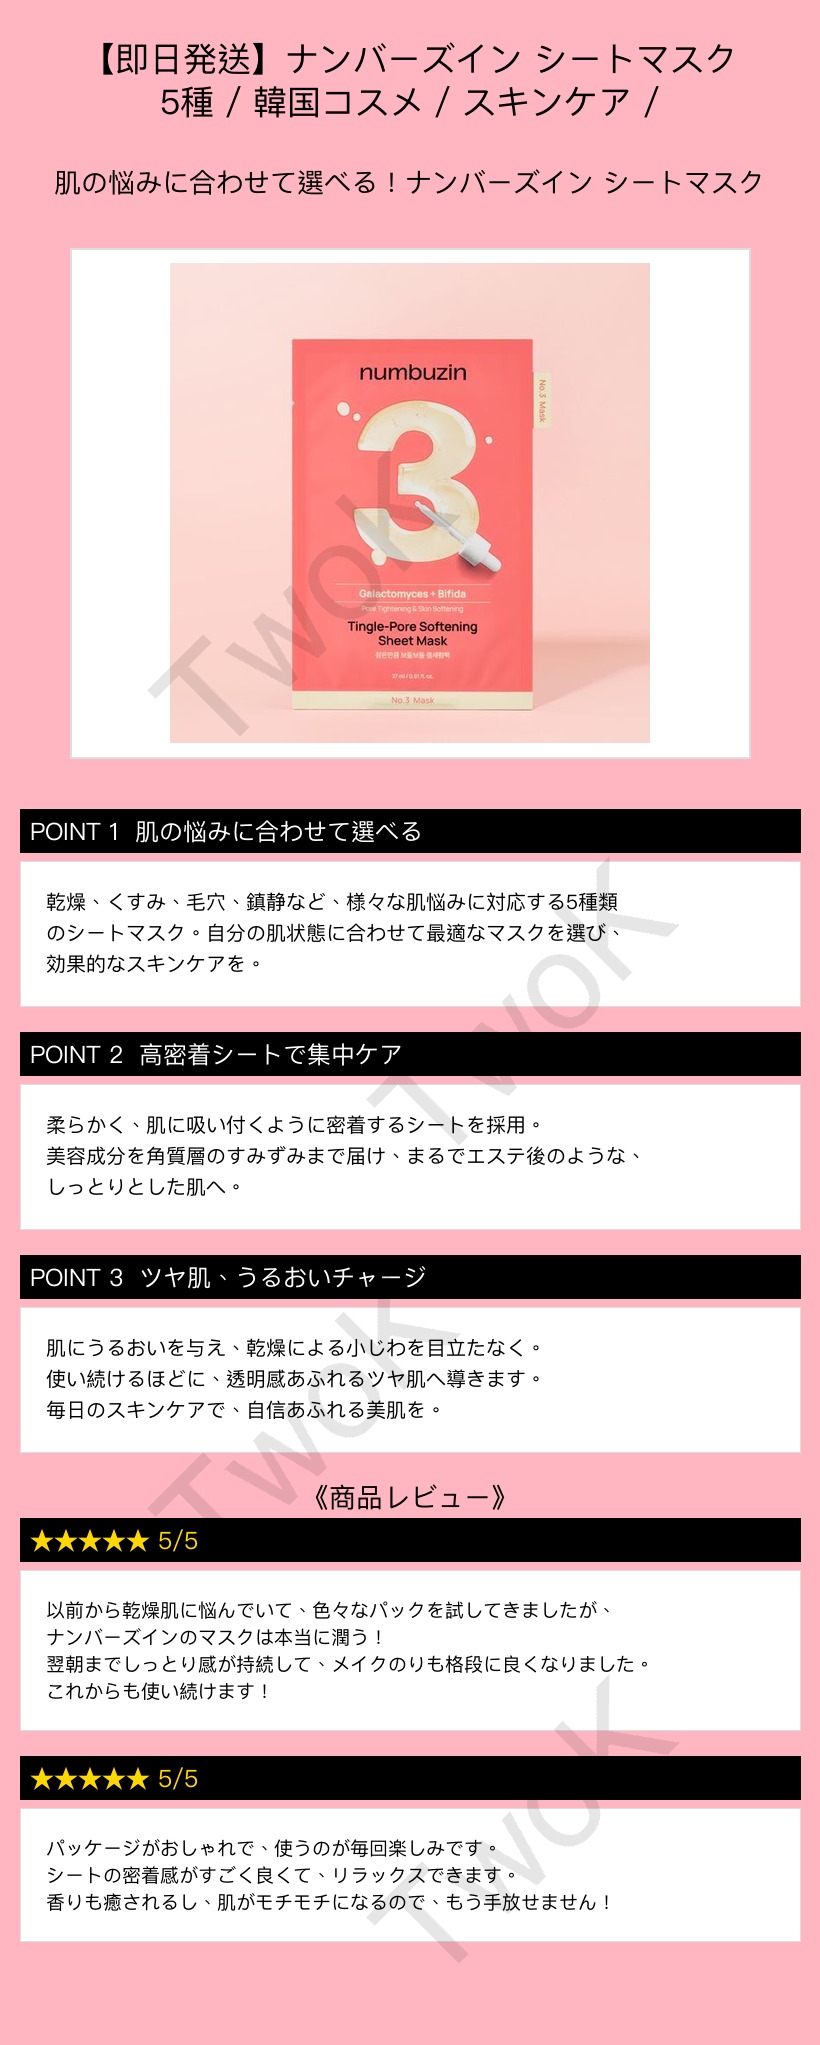 【即日発送】ナンバーズイン シートマスク
5種 / 韓国コスメ / スキンケア /
肌の悩みに合わせて選べる！ナンバーズイン シートマスク
numbuzin
No.3 Mask
3
Galactomyces + Bifida
Pore Tightening & Skin Softening
Tingle-Pore Softening
Sheet Mask
27 ml / 0.91 fl. oz.
No.3 Mask
TwoK
POINT 1 肌の悩みに合わせて選べる
乾燥、くすみ、毛穴、鎮静など、様々な肌悩みに対応する5種類
のシートマスク。自分の肌状態に合わせて最適なマスクを選び、
効果的なスキンケアを。
TwoK
POINT 2 高密着シートで集中ケア
柔らかく、肌に吸い付くように密着するシートを採用。
美容成分を角質層のすみずみまで届け、まるでエステ後のような、
しっとりとした肌へ。
POINT 3 ツヤ肌、うるおいチャージ
肌にうるおいを与え、乾燥による小じわを目立たなく。
使い続けるほどに、透明感あふれるツヤ肌へ導きます。
毎日のスキンケアで、自信あふれる美肌を。
TwoK
《商品レビュー》
★★★★★ 5/5
以前から乾燥肌に悩んでいて、色々なパックを試してきましたが、
ナンバーズインのマスクは本当に潤う！
翌朝までしっとり感が持続して、メイクのりも格段に良くなりました。
これからも使い続けます！
★★★★★ 5/5
パッケージがおしゃれで、使うのが毎回楽しみです。
シートの密着感がすごく良くて、リラックスできます。
香りも癒されるし、肌がモチモチになるので、もう手放せません！
TwoK